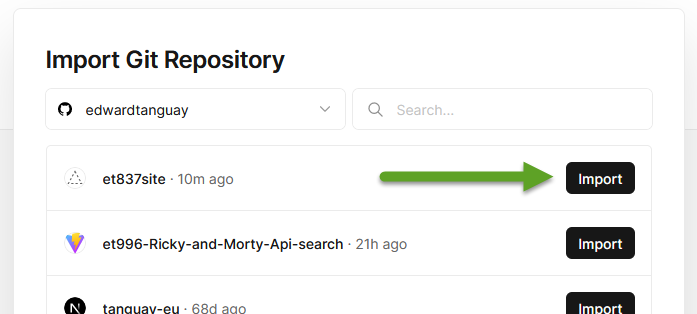 Import Git Repository
edwardtanguay
Search...
et837site · 10m ago
Import
et996-Ricky-and-Morty-Api-search · 21h ago
Import
tanguay-eu · 68d ago
Import